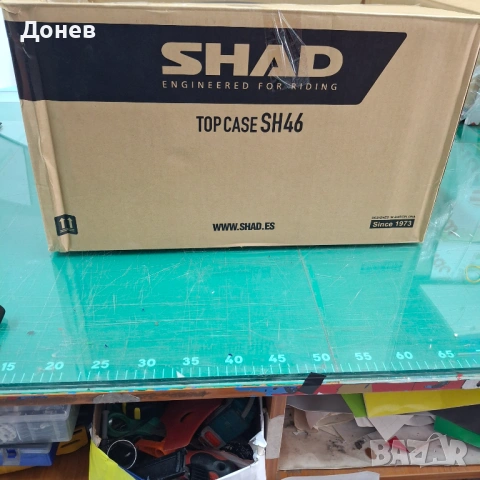 Донев
SHAD
ENGINEERED FOR RIDING
TOP CASE SH46
WWW.SHAD.ES
Since 1973
15 20 25 30 35 40 45 50 55 60 65
BAZAR